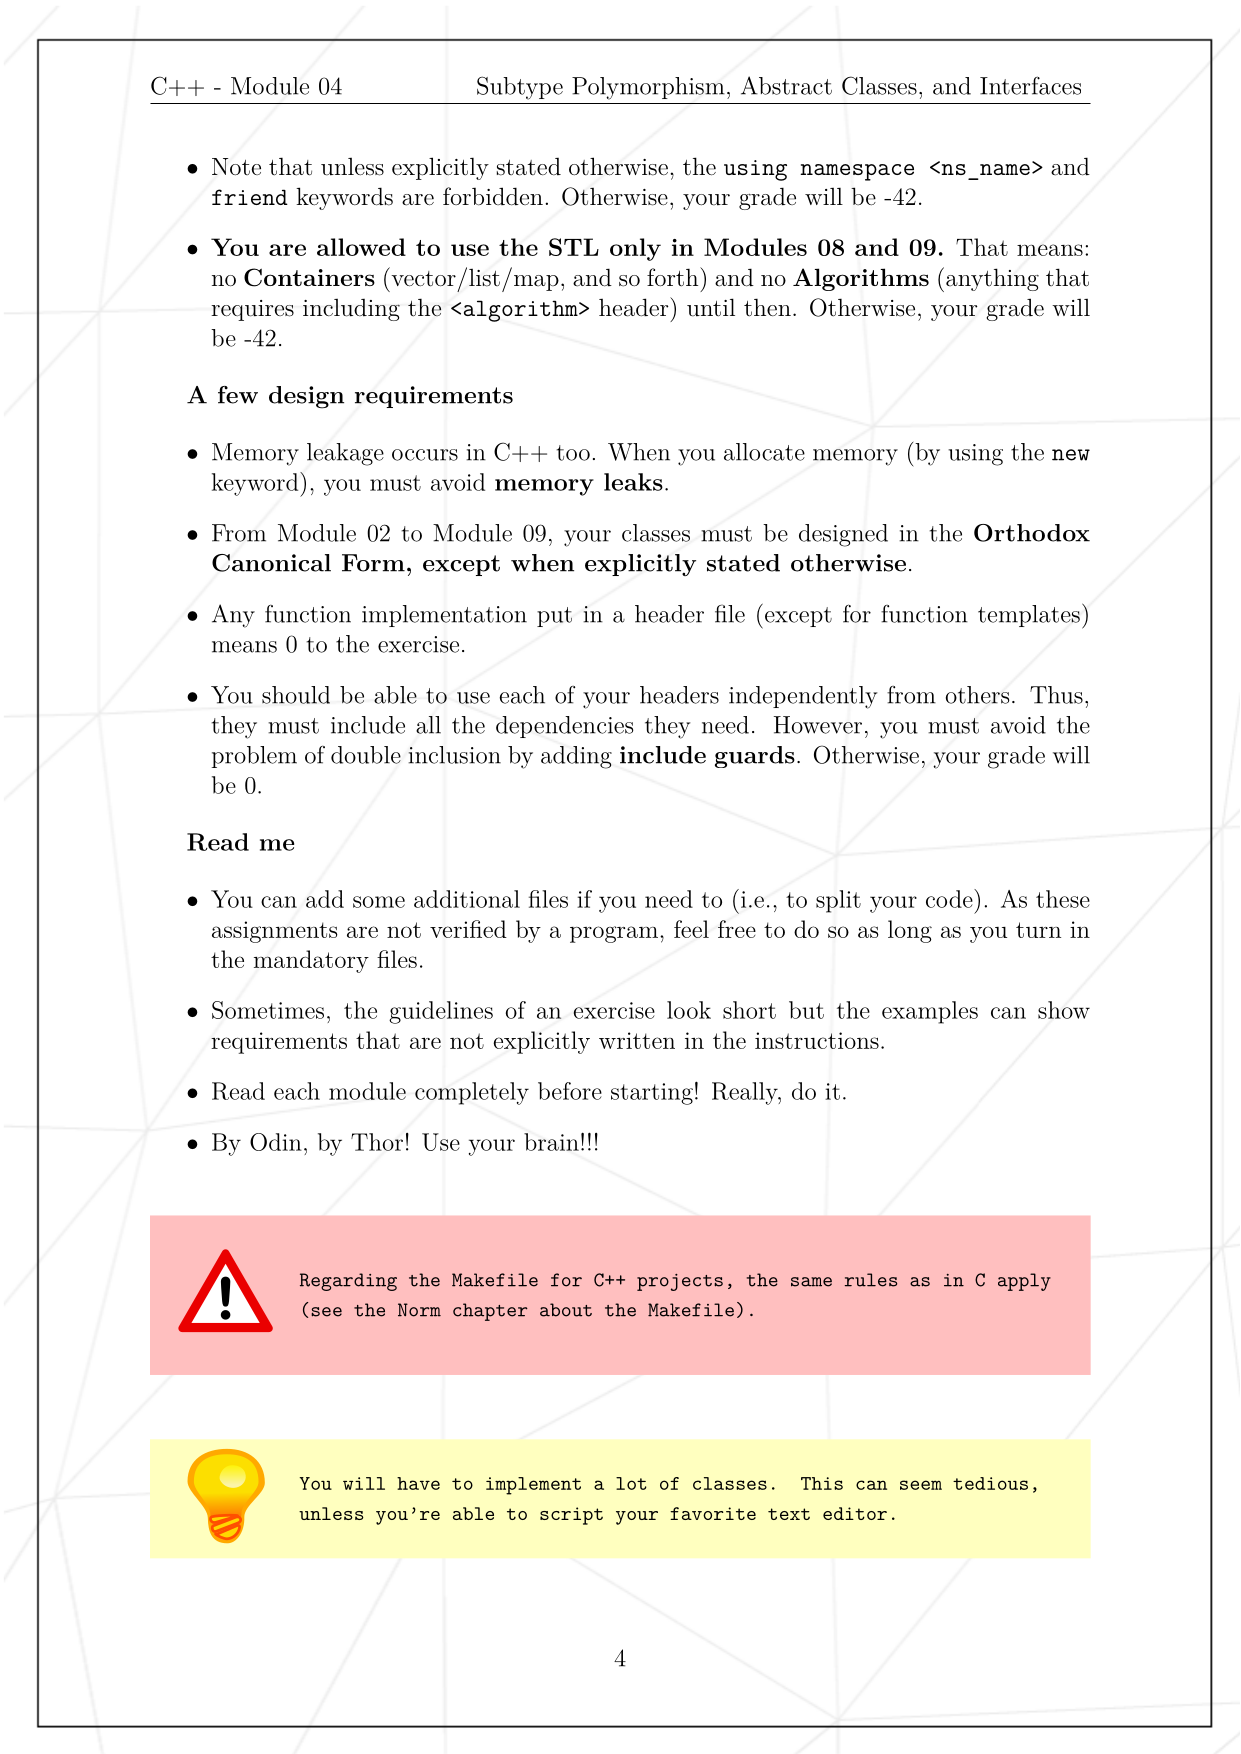 C++ - Module 04 Subtype Polymorphism, Abstract Classes, and Interfaces
• Note that unless explicitly stated otherwise, the using namespace <ns_name> and
friend keywords are forbidden. Otherwise, your grade will be -42.
• You are allowed to use the STL only in Modules 08 and 09. That means:
no Containers (vector/list/map, and so forth) and no Algorithms (anything that
requires including the <algorithm> header) until then. Otherwise, your grade will
be -42.
A few design requirements
• Memory leakage occurs in C++ too. When you allocate memory (by using the new
keyword), you must avoid memory leaks.
• From Module 02 to Module 09, your classes must be designed in the Orthodox
Canonical Form, except when explicitly stated otherwise.
• Any function implementation put in a header file (except for function templates)
means 0 to the exercise.
• You should be able to use each of your headers independently from others. Thus,
they must include all the dependencies they need. However, you must avoid the
problem of double inclusion by adding include guards. Otherwise, your grade will
be 0.
Read me
• You can add some additional files if you need to (i.e., to split your code). As these
assignments are not verified by a program, feel free to do so as long as you turn in
the mandatory files.
• Sometimes, the guidelines of an exercise look short but the examples can show
requirements that are not explicitly written in the instructions.
• Read each module completely before starting! Really, do it.
• By Odin, by Thor! Use your brain!!!
Regarding the Makefile for C++ projects, the same rules as in C apply
(see the Norm chapter about the Makefile).
You will have to implement a lot of classes. This can seem tedious,
unless you're able to script your favorite text editor.
4